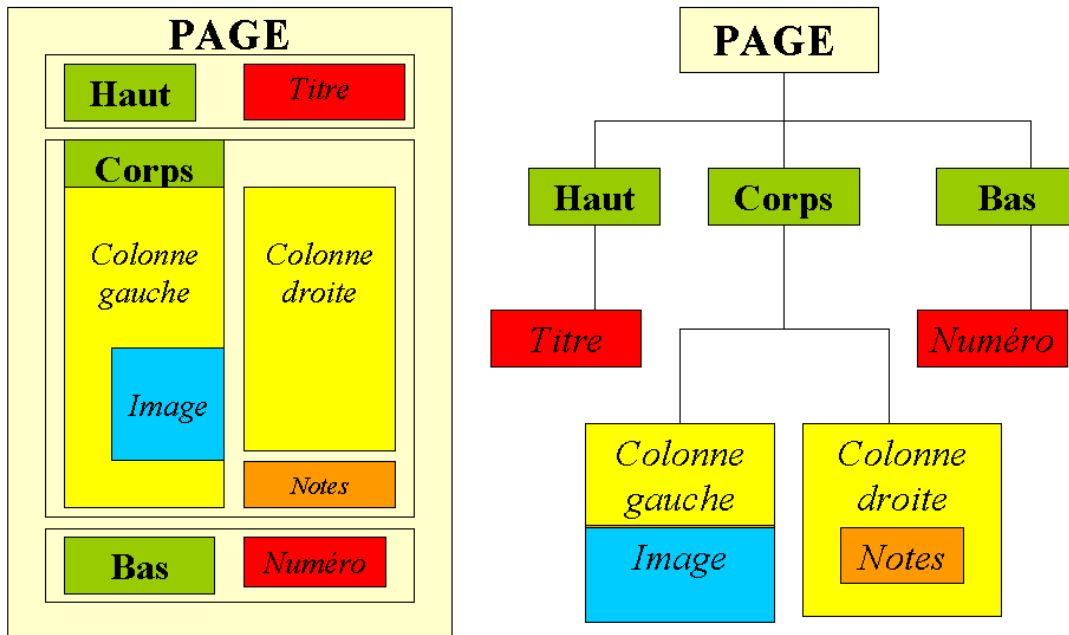 PAGE
Haut
Titre
Corps
Colonne
gauche
Colonne
droite
Image
Notes
Bas
Numéro
PAGE
Haut
Corps
Bas
Titre
Numéro
Colonne
gauche
Image
Colonne
droite
Notes